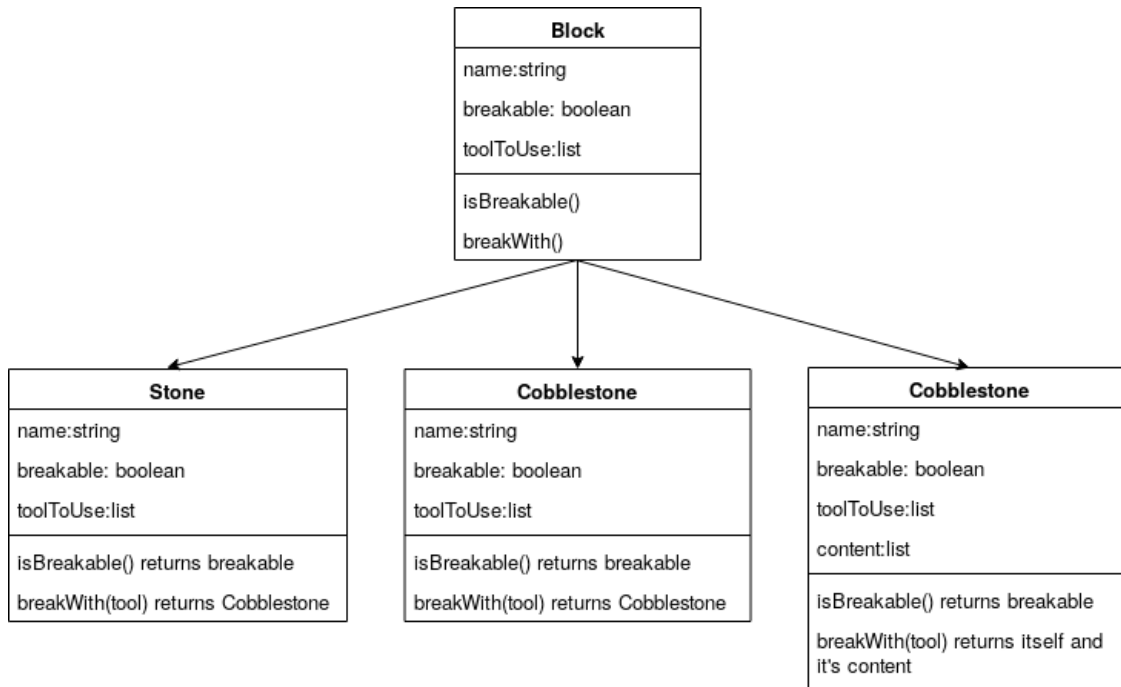 Block
name:string
breakable: boolean
toolToUse:list
isBreakable()
breakWith()
Stone
name:string
breakable: boolean
toolToUse:list
isBreakable() returns breakable
breakWith(tool) returns Cobblestone
Cobblestone
name:string
breakable: boolean
toolToUse:list
isBreakable() returns breakable
breakWith(tool) returns Cobblestone
Cobblestone
name:string
breakable: boolean
toolToUse:list
content:list
isBreakable() returns breakable
breakWith(tool) returns itself and
it's content